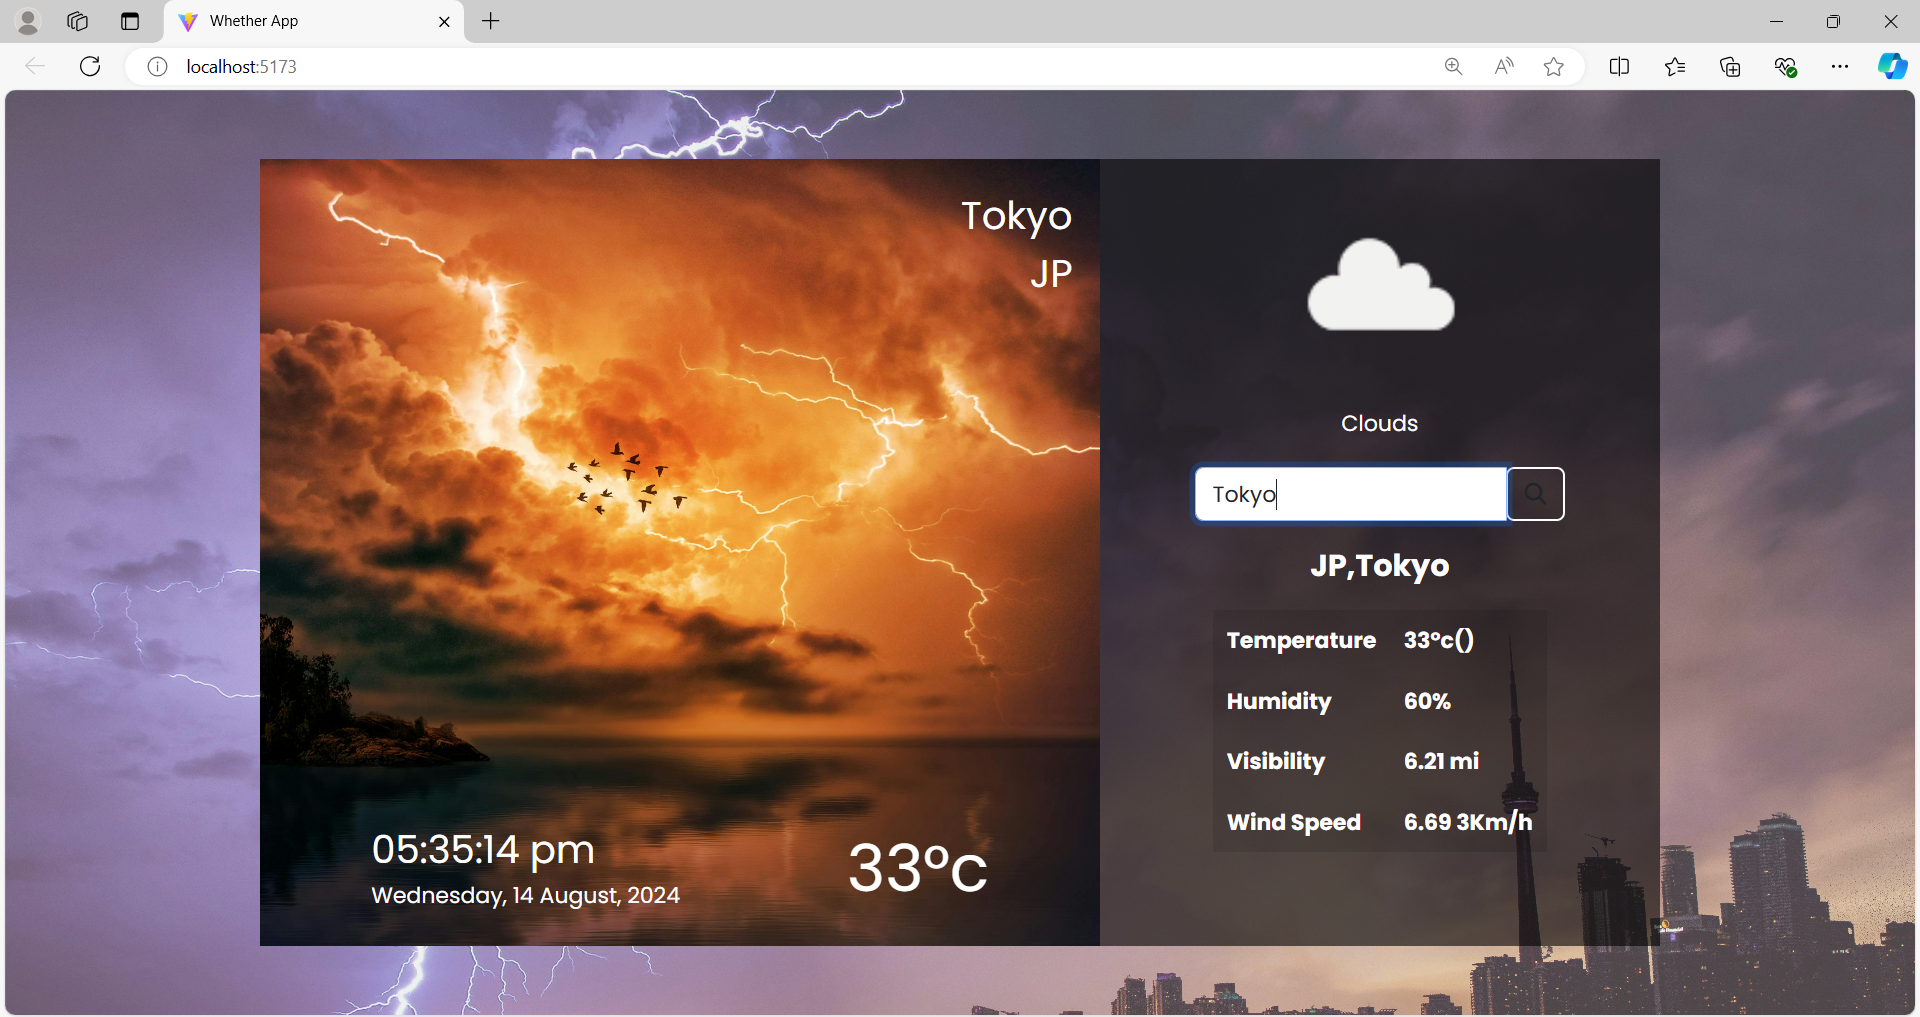 Whether App
localhost:5173
Tokyo
JP
05:35:14 pm
Wednesday, 14 August, 2024
33°c
Clouds
Tokyo
JP,Tokyo
Temperature 33°c()
Humidity 60%
Visibility 6.21 mi
Wind Speed 6.69 3Km/h